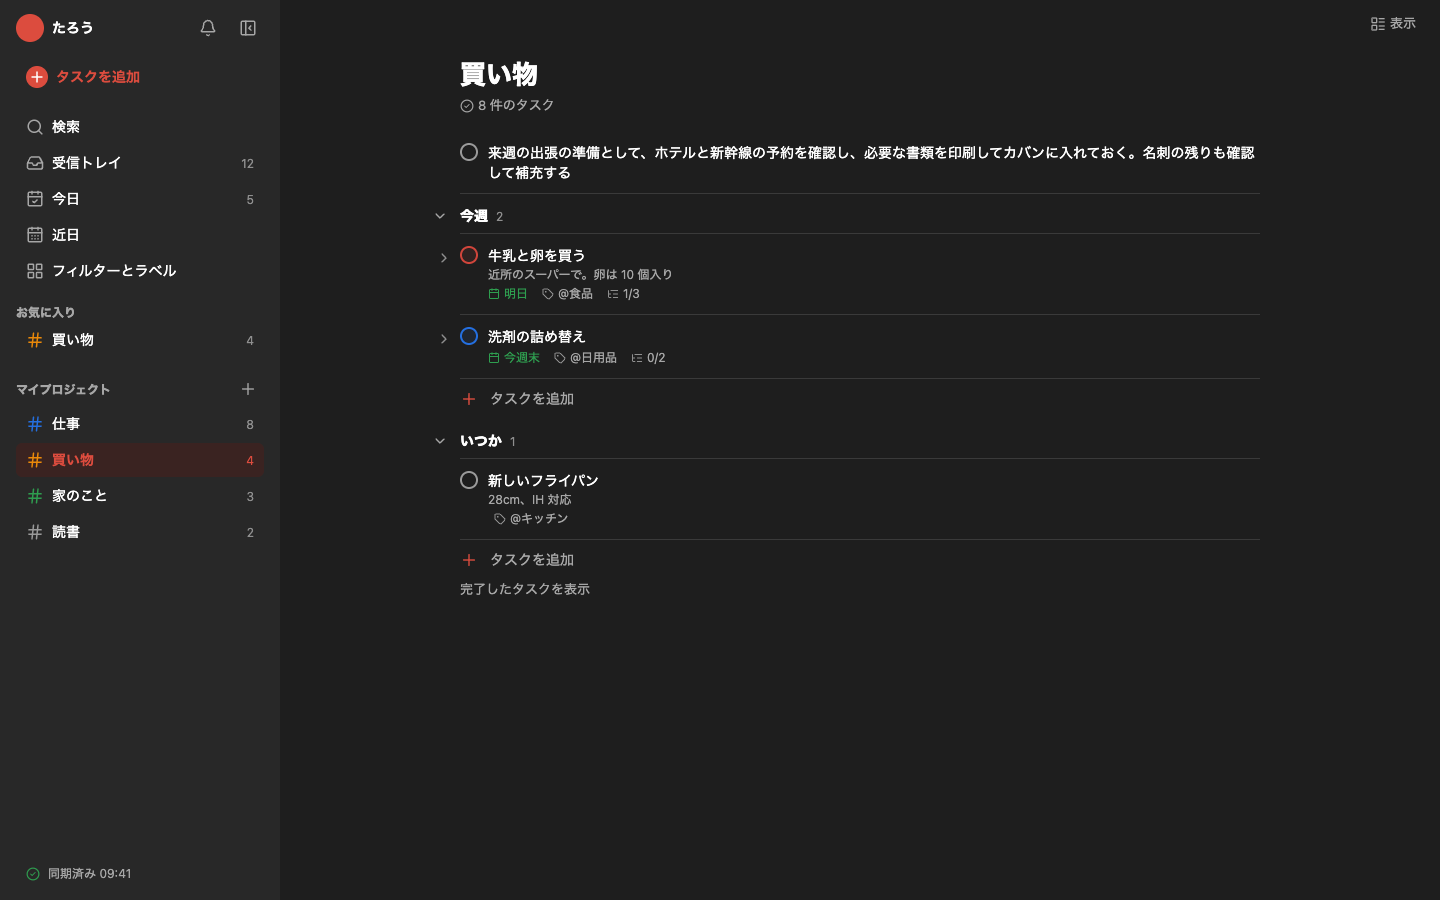 たろう
タスクを追加
検索
受信トレイ 12
今日 5
近日
フィルターとラベル
お気に入り
買い物 4
マイプロジェクト
仕事 8
買い物 4
家のこと 3
読書 2
同期済み 09:41
表示
買い物
8 件のタスク
来週の出張の準備として、ホテルと新幹線の予約を確認し、必要な書類を印刷してカバンに入れておく。名刺の残りも確認
して補充する
今週 2
牛乳と卵を買う
近所のスーパーで。卵は 10 個入り
明日 @食品 1/3
洗剤の詰め替え
今週末 @日用品 0/2
タスクを追加
いつか 1
新しいフライパン
28cm、IH 対応
@キッチン
タスクを追加
完了したタスクを表示